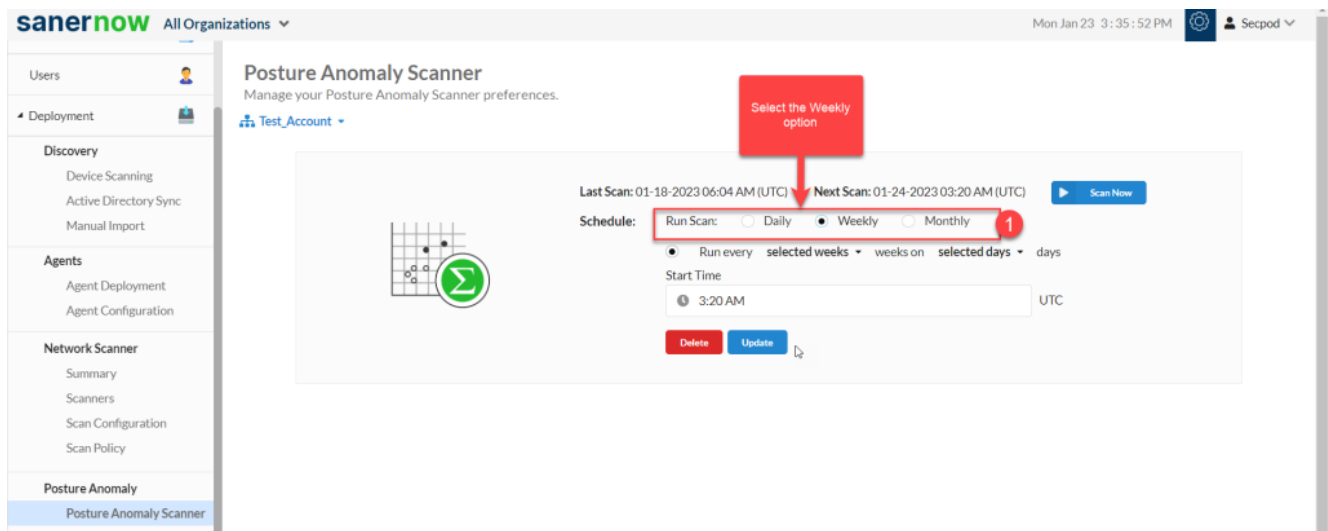 sanernow All Organizations
Mon Jan 23 3:35:52 PM
Secpod
Users
Deployment
Discovery
Device Scanning
Active Directory Sync
Manual Import
Agents
Agent Deployment
Agent Configuration
Network Scanner
Summary
Scanners
Scan Configuration
Scan Policy
Posture Anomaly
Posture Anomaly Scanner
Posture Anomaly Scanner
Manage your Posture Anomaly Scanner preferences.
Test_Account
Select the Weekly
option
Last Scan: 01-18-2023 06:04 AM (UTC) Next Scan: 01-24-2023 03:20 AM (UTC) Scan Now
Schedule: Run Scan: Daily Weekly Monthly 1
Run every selected weeks weeks on selected days days
Start Time
3:20 AM UTC
Delete Update
Σ